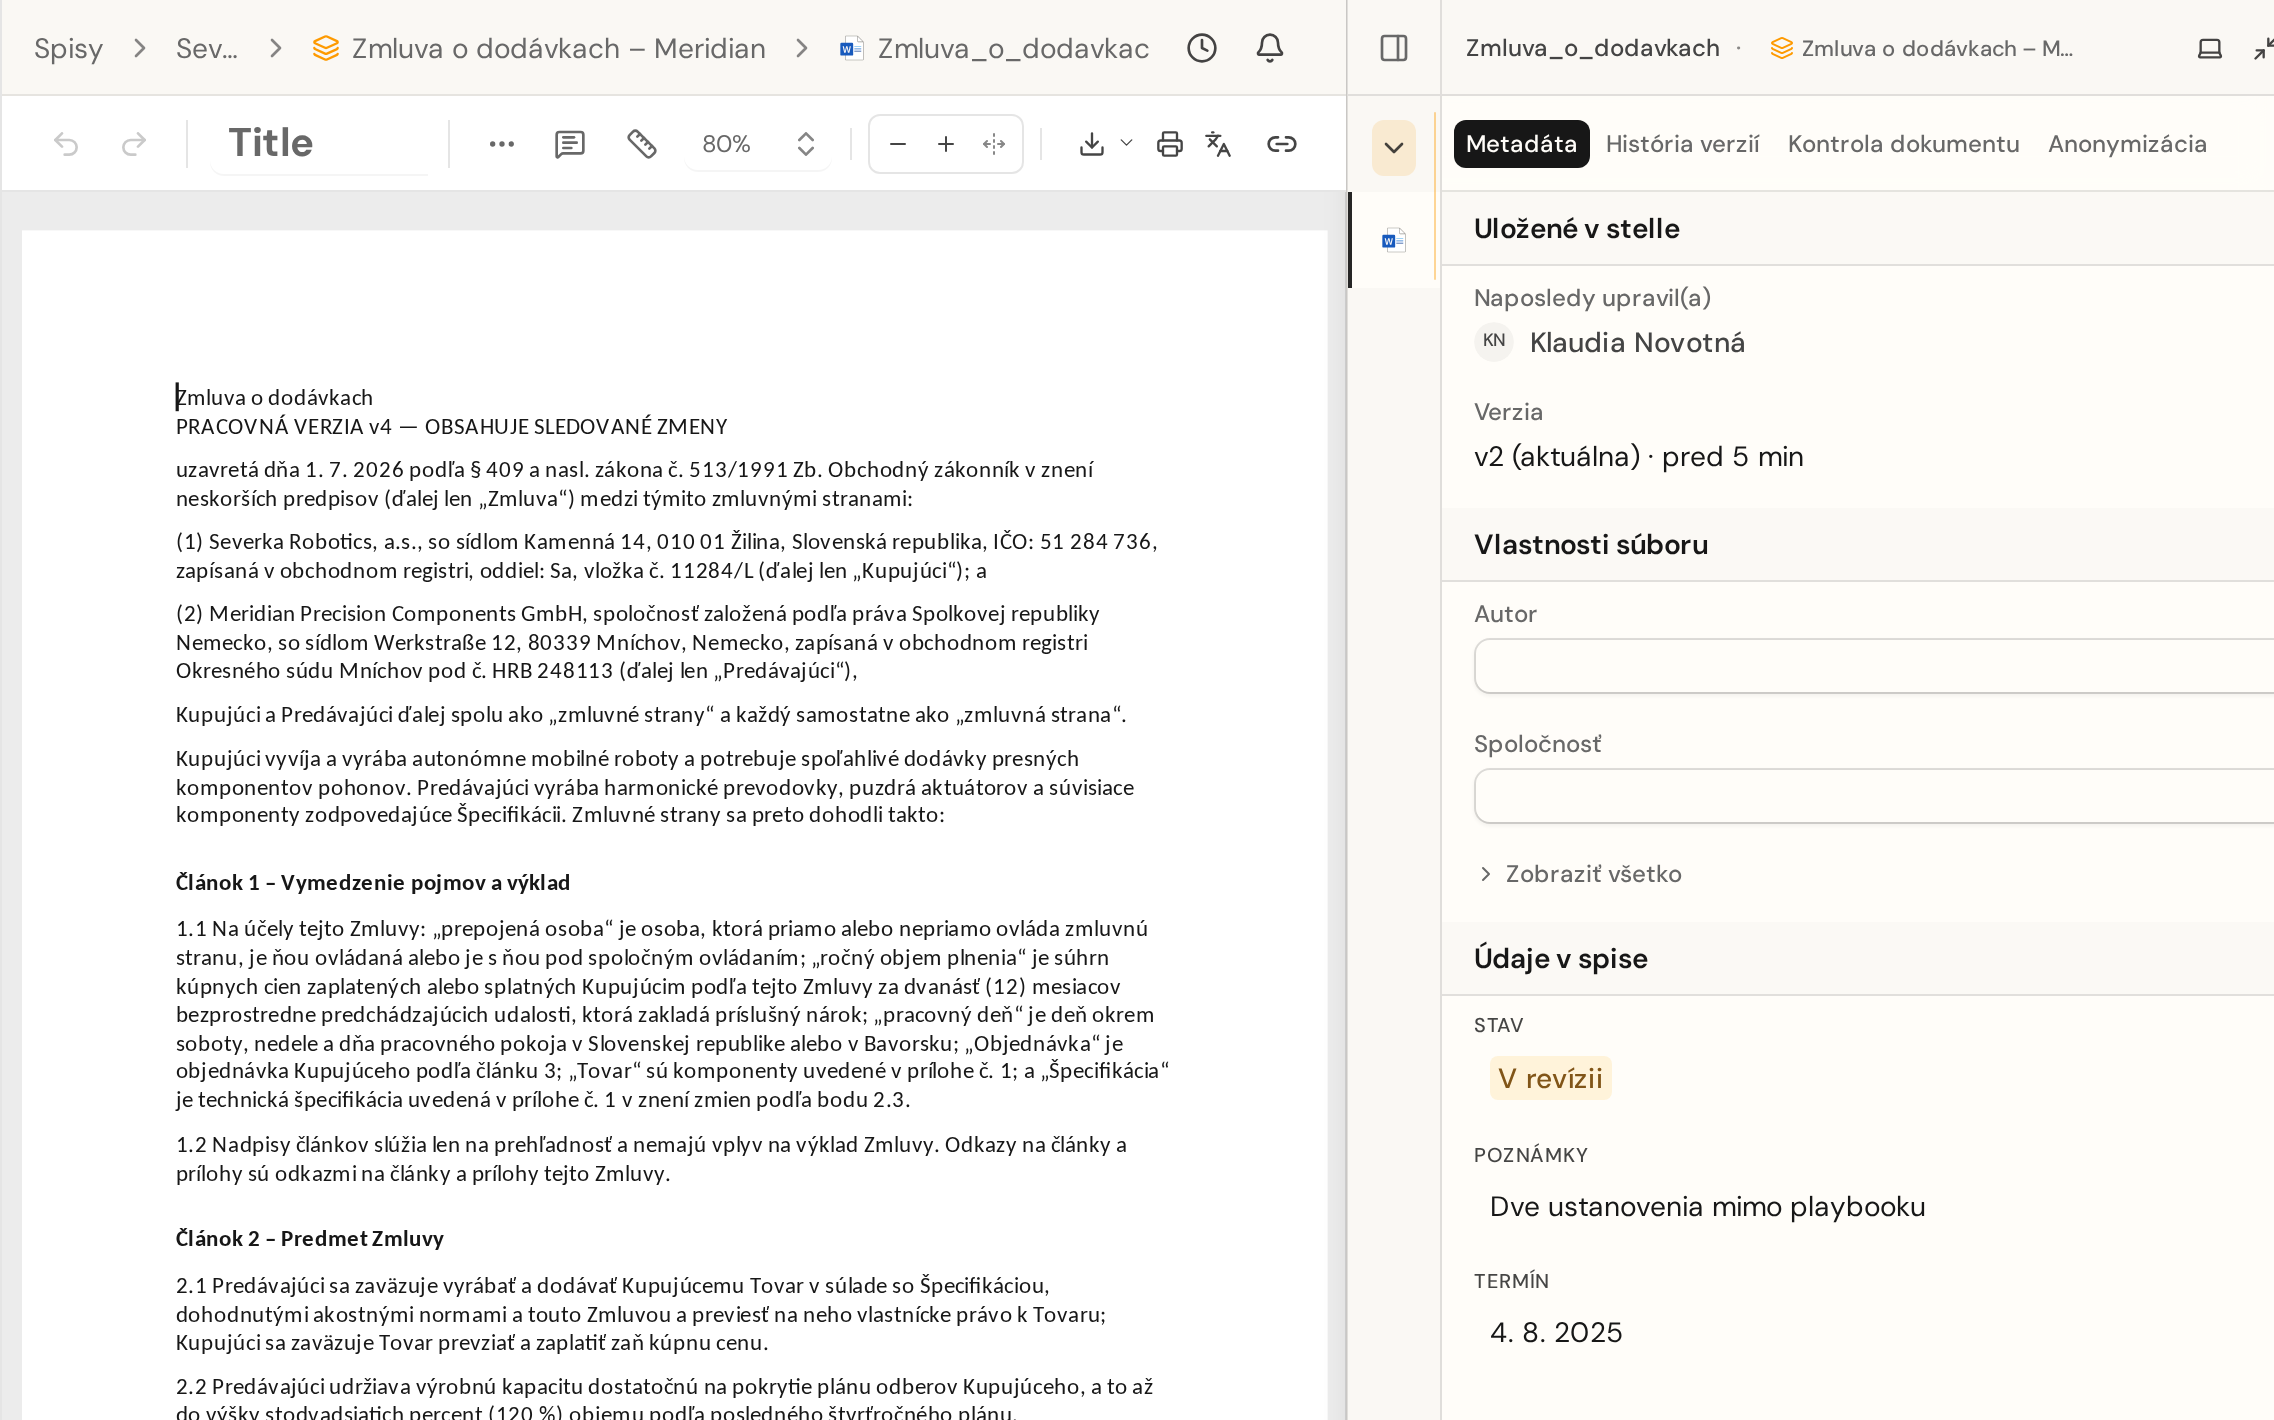 Spisy > Sev... > Zmluva o dodávkach – Meridian > Zmluva_o_dodavkac
Title
80%
Zmluva o dodávkach
PRACOVNÁ VERZIA v4 — OBSAHUJE SLEDOVANÉ ZMENY
uzavretá dňa 1. 7. 2026 podľa § 409 a nasl. zákona č. 513/1991 Zb. Obchodný zákonník v znení
neskorších predpisov (ďalej len „Zmluva“) medzi týmito zmluvnými stranami:
(1) Severka Robotics, a.s., so sídlom Kamenná 14, 010 01 Žilina, Slovenská republika, IČO: 51 284 736,
zapísaná v obchodnom registri, oddiel: Sa, vložka č. 11284/L (ďalej len „Kupujúci“); a
(2) Meridian Precision Components GmbH, spoločnosť založená podľa práva Spolkovej republiky
Nemecko, so sídlom Werkstraße 12, 80339 Mníchov, Nemecko, zapísaná v obchodnom registri
Okresného súdu Mníchov pod č. HRB 248113 (ďalej len „Predávajúci“),
Kupujúci a Predávajúci ďalej spolu ako „zmluvné strany“ a každý samostatne ako „zmluvná strana“.
Kupujúci vyvíja a vyrába autonómne mobilné roboty a potrebuje spoľahlivé dodávky presných
komponentov pohonov. Predávajúci vyrába harmonické prevodovky, puzdrá aktuátorov a súvisiace
komponenty zodpovedajúce Špecifikácii. Zmluvné strany sa preto dohodli takto:
Článok 1 – Vymedzenie pojmov a výklad
1.1 Na účely tejto Zmluvy: „prepojená osoba“ je osoba, ktorá priamo alebo nepriamo ovláda zmluvnú
stranu, je ňou ovládaná alebo je s ňou pod spoločným ovládaním; „ročný objem plnenia“ je súhrn
kúpnych cien zaplatených alebo splatných Kupujúcim podľa tejto Zmluvy za dvanásť (12) mesiacov
bezprostredne predchádzajúcich udalosti, ktorá zakladá príslušný nárok; „pracovný deň“ je deň okrem
soboty, nedele a dňa pracovného pokoja v Slovenskej republike alebo v Bavorsku; „Objednávka“ je
objednávka Kupujúceho podľa článku 3; „Tovar“ sú komponenty uvedené v prílohe č. 1; a „Špecifikácia“
je technická špecifikácia uvedená v prílohe č. 1 v znení zmien podľa bodu 2.3.
1.2 Nadpisy článkov slúžia len na prehľadnosť a nemajú vplyv na výklad Zmluvy. Odkazy na články a
prílohy sú odkazmi na články a prílohy tejto Zmluvy.
Článok 2 – Predmet Zmluvy
2.1 Predávajúci sa zaväzuje vyrábať a dodávať Kupujúcemu Tovar v súlade so Špecifikáciou,
dohodnutými akostnými normami a touto Zmluvou a previesť na neho vlastnícke právo k Tovaru;
Kupujúci sa zaväzuje Tovar prevziať a zaplatiť zaň kúpnu cenu.
2.2 Predávajúci udržiava výrobnú kapacitu dostatočnú na pokrytie plánu odberov Kupujúceho, a to až
do výšky stodvadsiatich percent (120 %) objemu podľa posledného štvrťročného plánu.
Zmluva_o_dodavkach · Zmluva o dodávkach – M...
Metadáta História verzií Kontrola dokumentu Anonymizácia
Uložené v stelle
Naposledy upravil(a)
KN Klaudia Novotná
Verzia
v2 (aktuálna) · pred 5 min
Vlastnosti súboru
Autor
Spoločnosť
Zobraziť všetko
Údaje v spise
STAV
V revízii
POZNÁMKY
Dve ustanovenia mimo playbooku
TERMÍN
4. 8. 2025